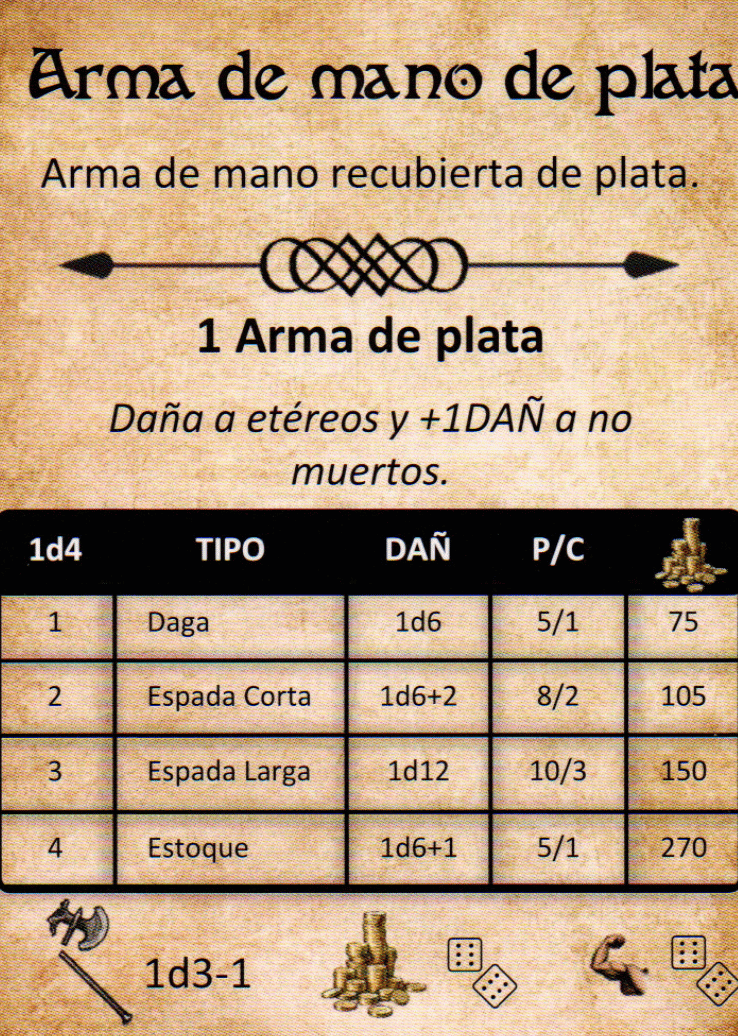 Arma de mano de plata
Arma de mano recubierta de plata.
1 Arma de plata
Daña a etéreos y +1DAÑ a no
muertos.
1d4 TIPO DAÑ P/C
1 Daga 1d6 5/1 75
2 Espada Corta 1d6+2 8/2 105
3 Espada Larga 1d12 10/3 150
4 Estoque 1d6+1 5/1 270
1d3-1